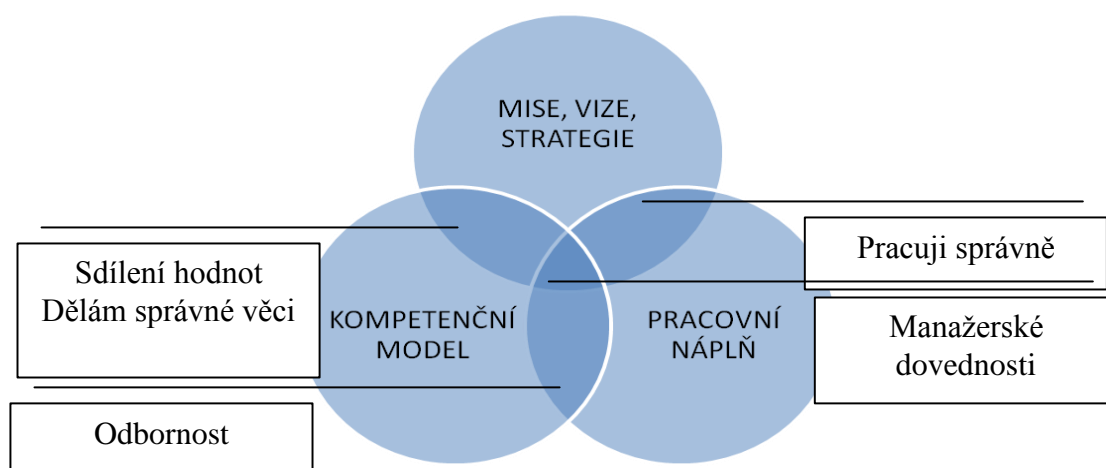 MISE, VIZE,
STRATEGIE
Sdílení hodnot
Dělám správné věci
Pracuji správně
KOMPETENČNÍ
MODEL
PRACOVNÍ
NÁPLŇ
Manažerské
dovednosti
Odbornost